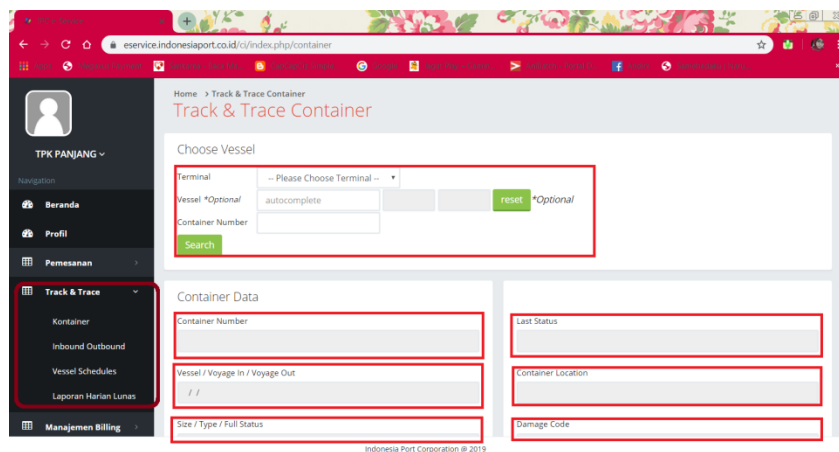 eservice.indonesiaport.co.id/ci/index.php/container
Home > Track & Trace Container
Track & Trace Container
TPK PANJANG
Navigation
Beranda
Profil
Pemesanan
Track & Trace
Kontainer
Inbound Outbound
Vessel Schedules
Laporan Harian Lunas
Manajemen Billing
Choose Vessel
Terminal -- Please Choose Terminal --
Vessel *Optional autocomplete reset *Optional
Container Number
Search
Container Data
Container Number
Last Status
Vessel / Voyage In / Voyage Out
/ /
Container Location
Size / Type / Full Status
Damage Code
Indonesia Port Corporation @ 2019